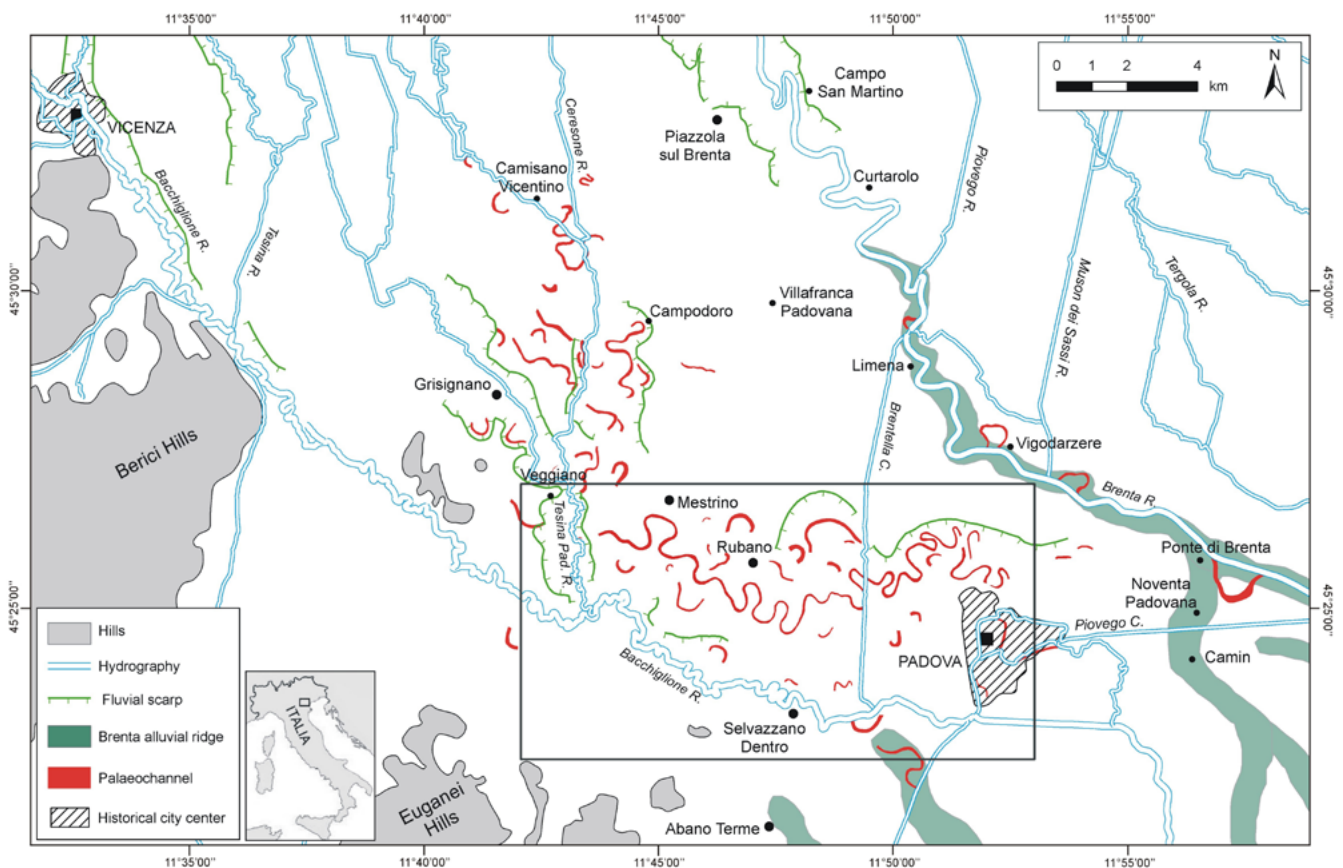 11°35'00"
11°40'00"
11°45'00"
11°50'00"
11°55'00"
0 1 2 4
km
N
Campo
San Martino
VICENZA
Piazzola
sul Brenta
Ceresone R.
Camisano
Vicentino
Curtarolo
Piovego R.
Bacchiglione R.
Tesina R.
Muson dei Sassi R.
Tergola R.
45°30'00"
45°30'00"
Villafranca
Padovana
Campodoro
Limena
Grisignano
Brentella C.
Berici Hills
Vigodarzere
Veggiano
Mestrino
Brenta R.
Tesina Pad. R.
Rubano
Ponte di Brenta
Noventa
Padovana
45°25'00"
45°25'00"
Piovego C.
PADOVA
Camin
Bacchiglione R.
Selvazzano
Dentro
Euganei
Hills
Abano Terme
Hills
Hydrography
Fluvial scarp
Brenta alluvial ridge
Palaeochannel
Historical city center
ITALIA
11°35'00"
11°40'00"
11°45'00"
11°50'00"
11°55'00"